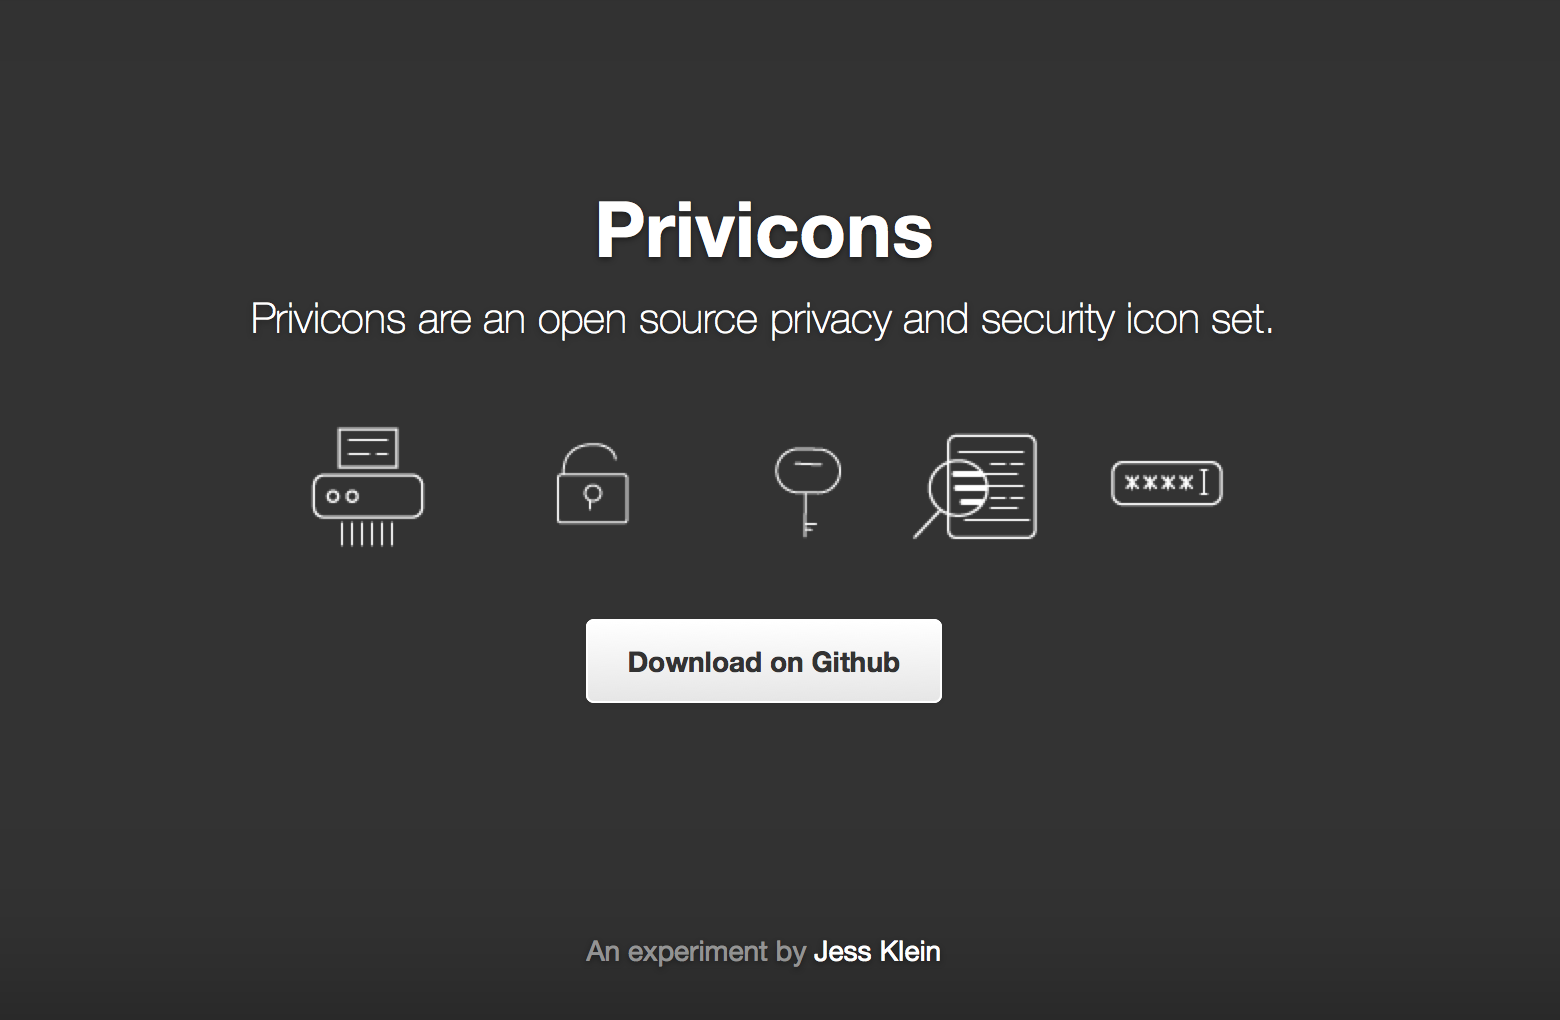 Privicons
Privicons are an open source privacy and security icon set.
****
Download on Github
An experiment by Jess Klein